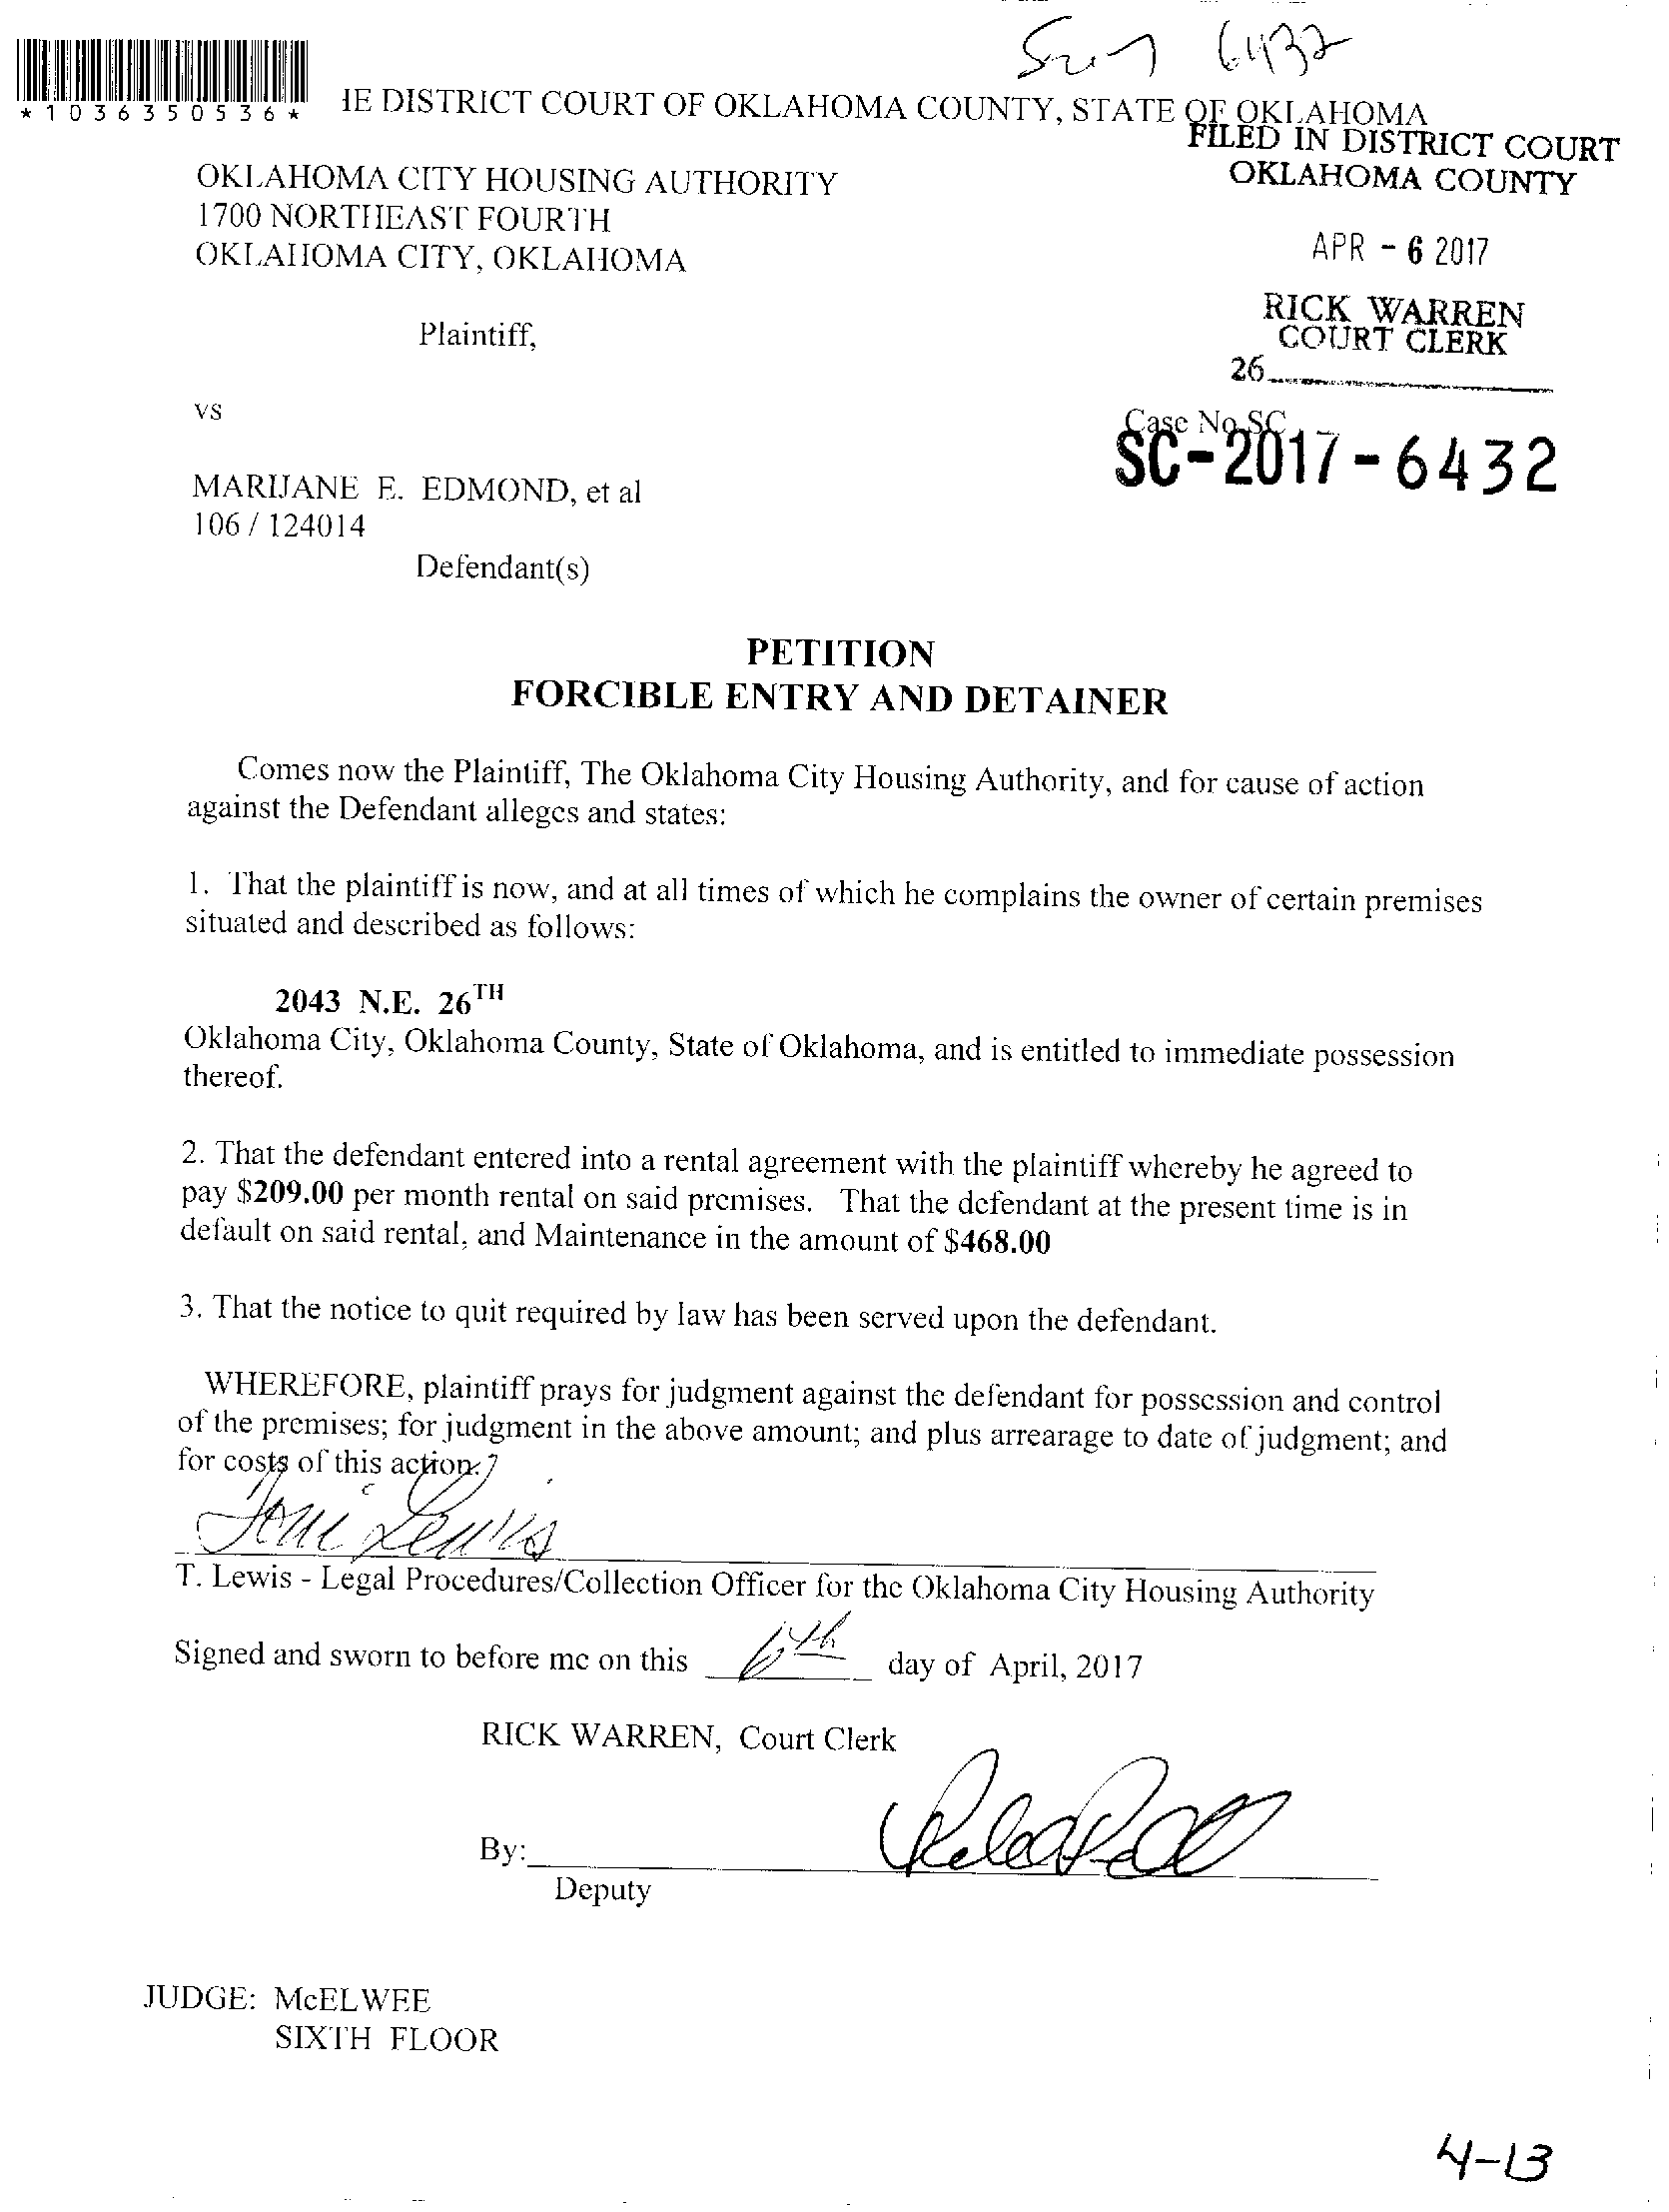 6432
*1036350536*
IE DISTRICT COURT OF OKLAHOMA COUNTY, STATE OF OKLAHOMA
FILED IN DISTRICT COURT
OKLAHOMA COUNTY
OKLAHOMA CITY HOUSING AUTHORITY
1700 NORTHEAST FOURTH
OKLAHOMA CITY, OKLAHOMA
APR - 6 2017
RICK WARREN
COURT CLERK
26
Plaintiff,
vs
Case No SC
SC-2017-6432
MARIJANE E. EDMOND, et al
106 / 124014
Defendant(s)
PETITION
FORCIBLE ENTRY AND DETAINER
Comes now the Plaintiff, The Oklahoma City Housing Authority, and for cause of action
against the Defendant alleges and states:
1. That the plaintiff is now, and at all times of which he complains the owner of certain premises
situated and described as follows:
2043 N.E. 26TH
Oklahoma City, Oklahoma County, State of Oklahoma, and is entitled to immediate possession
thereof.
2. That the defendant entered into a rental agreement with the plaintiff whereby he agreed to
pay $209.00 per month rental on said premises. That the defendant at the present time is in
default on said rental, and Maintenance in the amount of $468.00
3. That the notice to quit required by law has been served upon the defendant.
WHEREFORE, plaintiff prays for judgment against the defendant for possession and control
of the premises; for judgment in the above amount; and plus arrearage to date of judgment; and
for costs of this action.
Toni Lewis
T. Lewis - Legal Procedures/Collection Officer for the Oklahoma City Housing Authority
Signed and sworn to before me on this 6th day of April, 2017
RICK WARREN, Court Clerk
By:
Deputy
JUDGE: McELWEE
SIXTH FLOOR
4-13